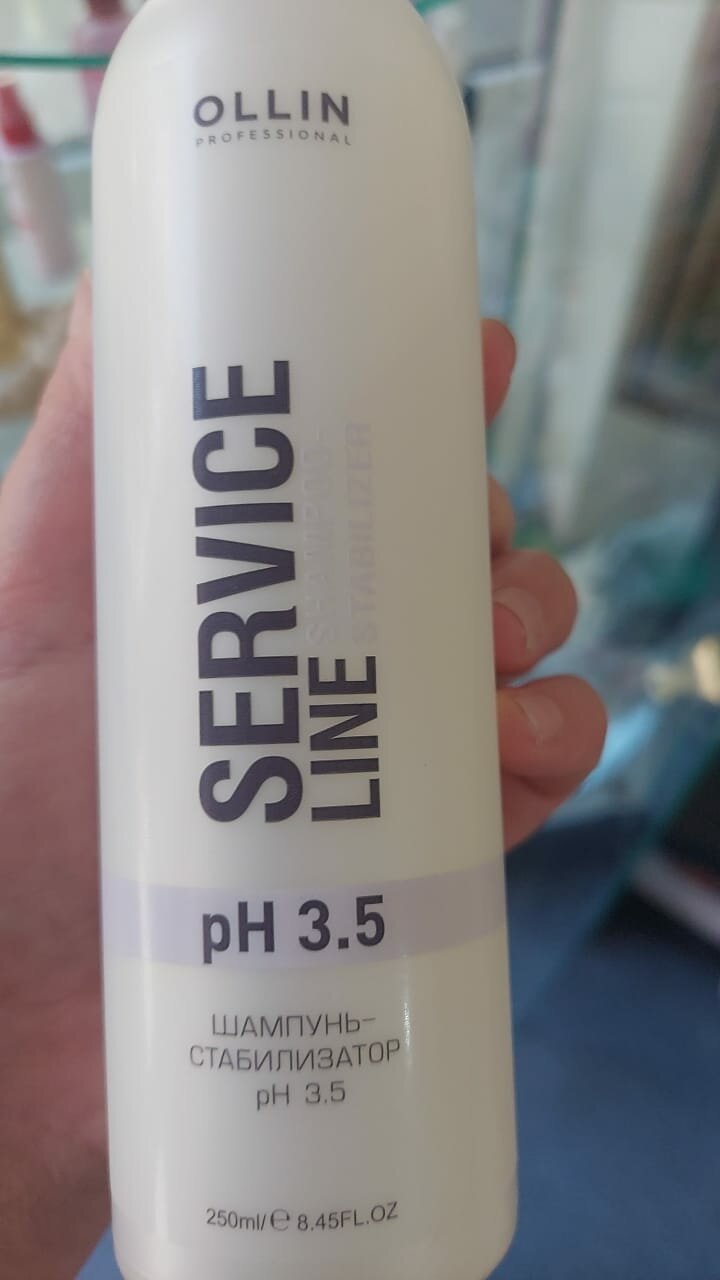 OLLIN
PROFESSIONAL
SERVICE
LINE
SHAMPOO-
STABILIZER
pH 3.5
ШАМПУНЬ-
СТАБИЛИЗАТОР
pH 3.5
250ml/℮ 8.45FL.OZ